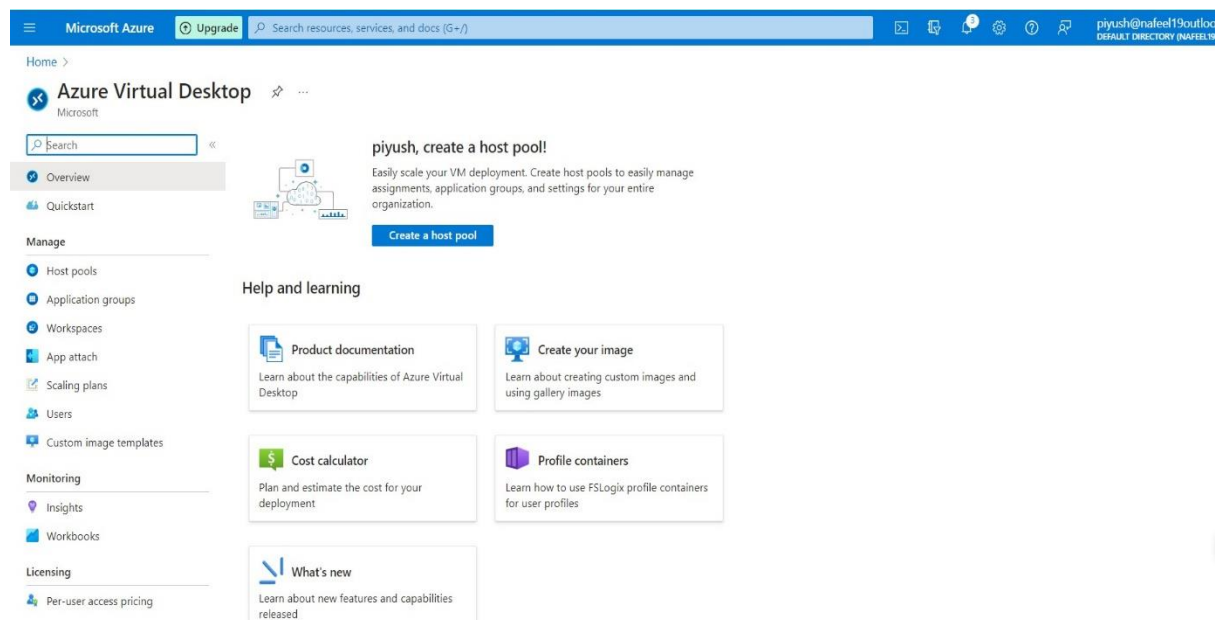 Microsoft Azure
Upgrade
Search resources, services, and docs (G+/)
3
piyush@nafeel19outloo
DEFAULT DIRECTORY (NAFEEL19
Home >
Azure Virtual Desktop
Microsoft
Search
«
Overview
Quickstart
Manage
Host pools
Application groups
Workspaces
App attach
Scaling plans
Users
Custom image templates
Monitoring
Insights
Workbooks
Licensing
Per-user access pricing
piyush, create a host pool!
Easily scale your VM deployment. Create host pools to easily manage
assignments, application groups, and settings for your entire
organization.
Create a host pool
Help and learning
Product documentation
Learn about the capabilities of Azure Virtual
Desktop
Create your image
Learn about creating custom images and
using gallery images
Cost calculator
Plan and estimate the cost for your
deployment
Profile containers
Learn how to use FSLogix profile containers
for user profiles
What's new
Learn about new features and capabilities
released